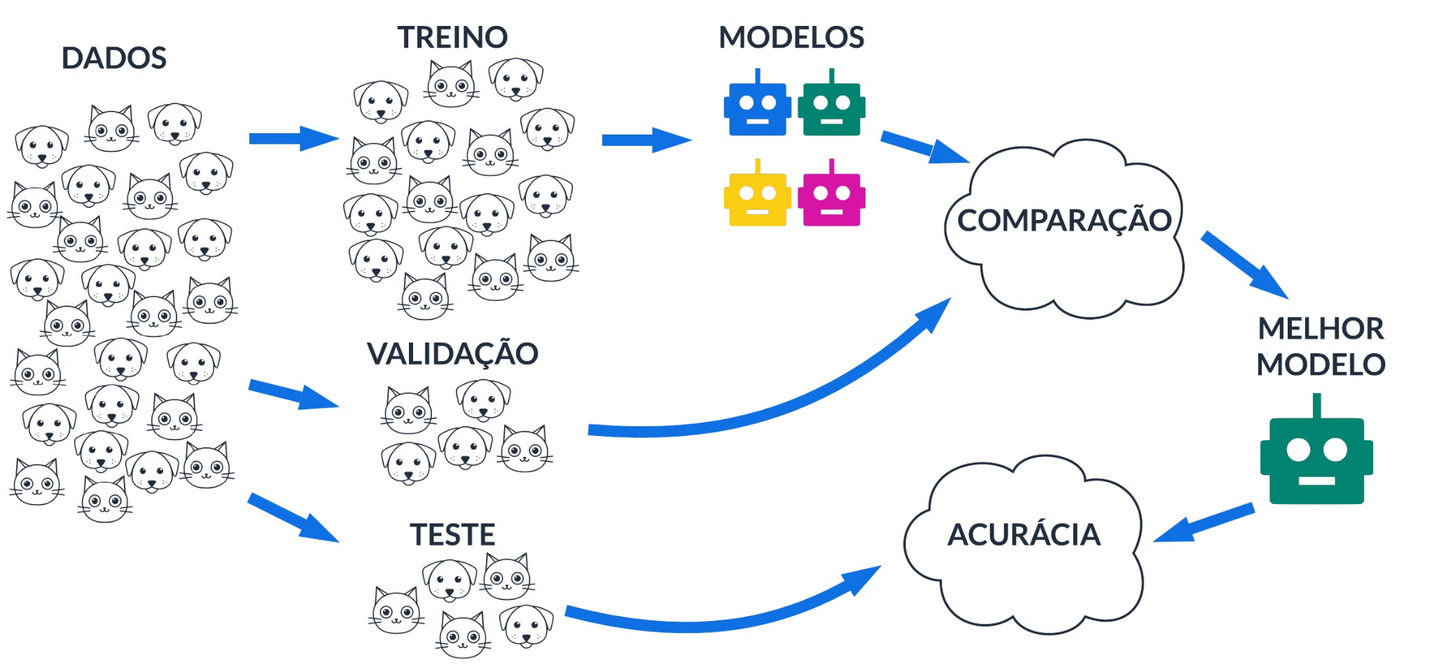 DADOS
TREINO
MODELOS
COMPARAÇÃO
VALIDAÇÃO
MELHOR
MODELO
TESTE
ACURÁCIA